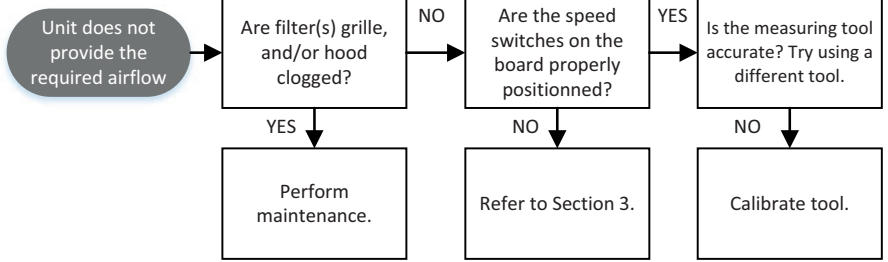 Unit does not
provide the
required airflow
Are filter(s) grille,
and/or hood
clogged?
NO
Are the speed
switches on the
board properly
positionned?
YES
Is the measuring tool
accurate? Try using a
different tool.
YES
NO
NO
Perform
maintenance.
Refer to Section 3.
Calibrate tool.